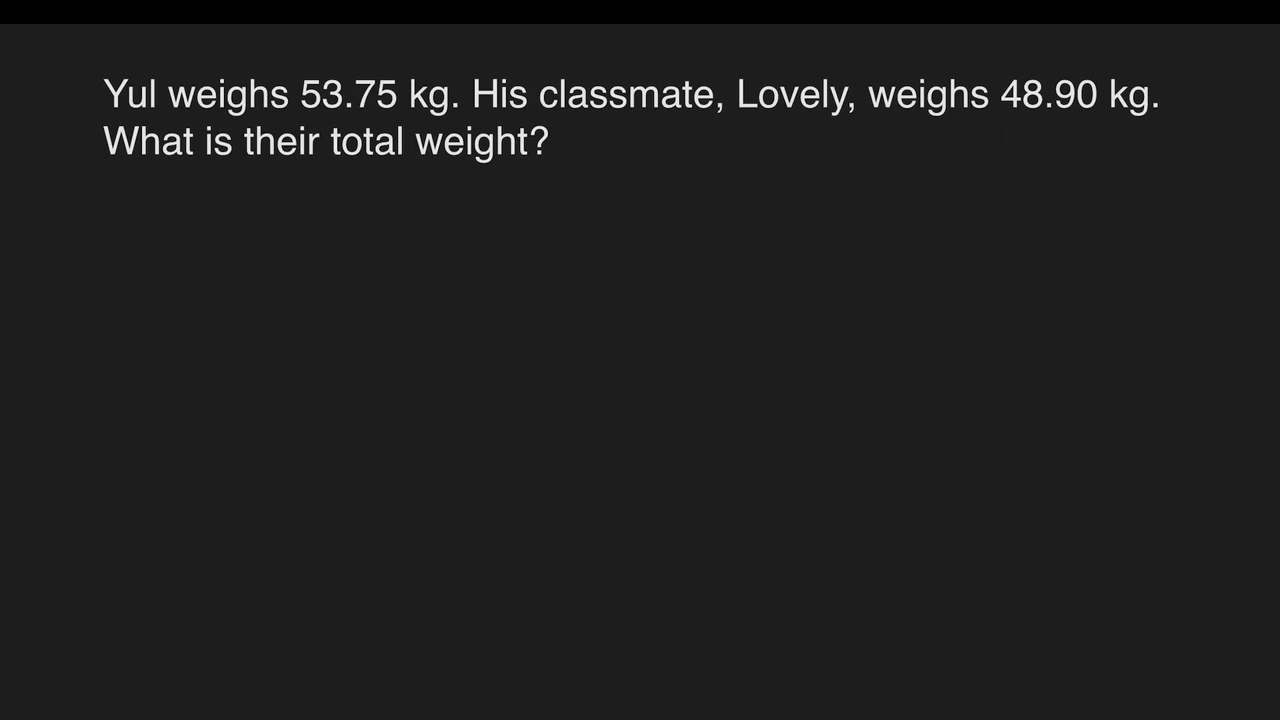 Yul weighs 53.75 kg. His classmate, Lovely, weighs 48.90 kg.
What is their total weight?